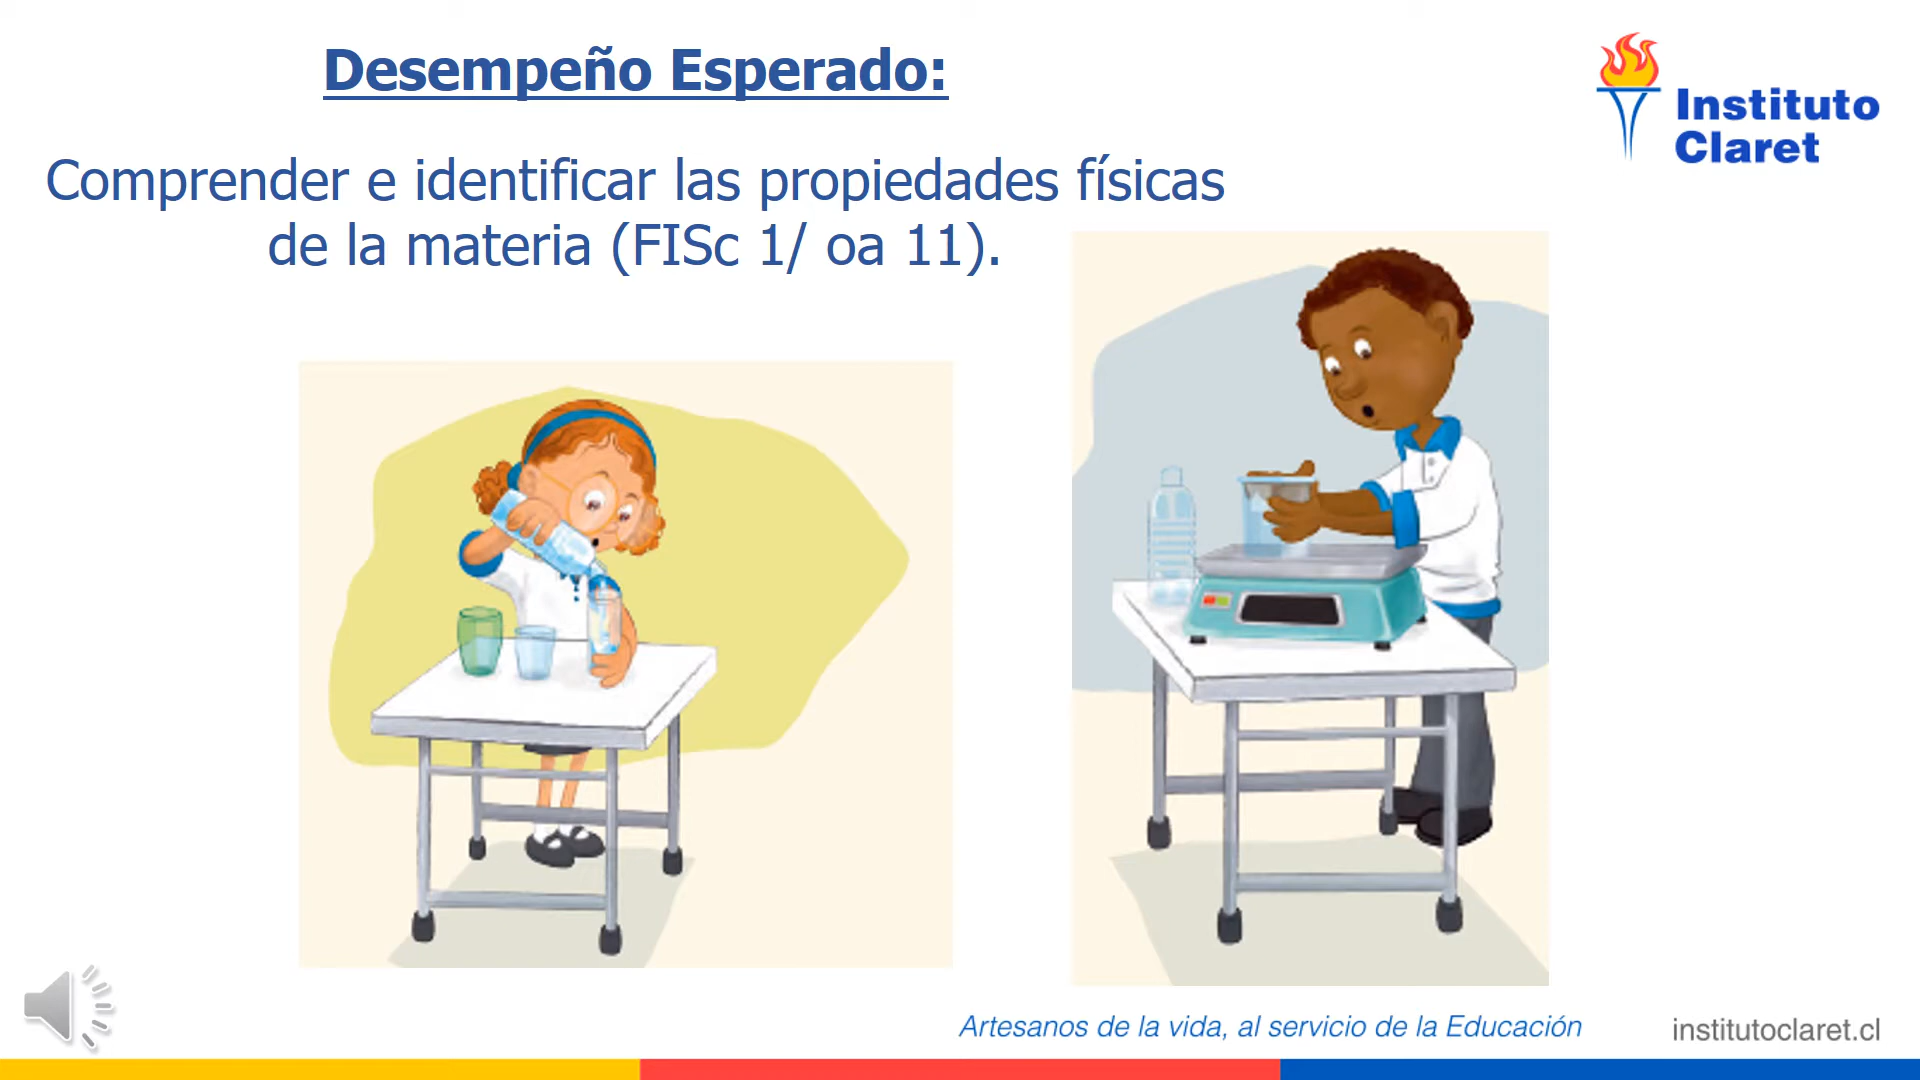 Desempeño Esperado:
Instituto
Claret
Comprender e identificar las propiedades físicas
de la materia (FISc 1/ oa 11).
Artesanos de la vida, al servicio de la Educación
institutoclaret.cl